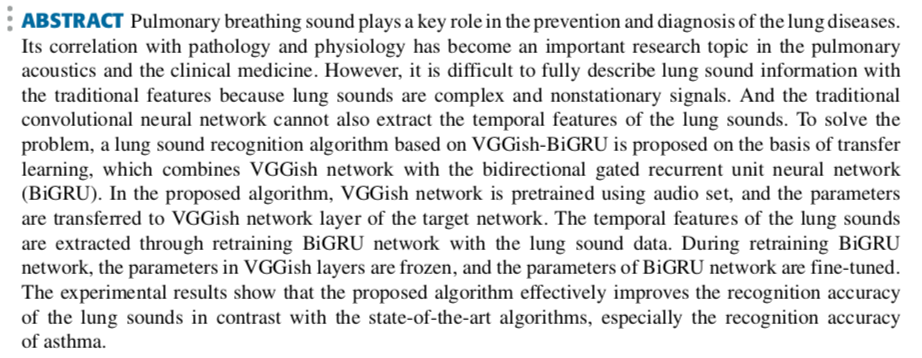 ABSTRACT Pulmonary breathing sound plays a key role in the prevention and diagnosis of the lung diseases.
Its correlation with pathology and physiology has become an important research topic in the pulmonary
acoustics and the clinical medicine. However, it is difficult to fully describe lung sound information with
the traditional features because lung sounds are complex and nonstationary signals. And the traditional
convolutional neural network cannot also extract the temporal features of the lung sounds. To solve the
problem, a lung sound recognition algorithm based on VGGish-BiGRU is proposed on the basis of transfer
learning, which combines VGGish network with the bidirectional gated recurrent unit neural network
(BiGRU). In the proposed algorithm, VGGish network is pretrained using audio set, and the parameters
are transferred to VGGish network layer of the target network. The temporal features of the lung sounds
are extracted through retraining BiGRU network with the lung sound data. During retraining BiGRU
network, the parameters in VGGish layers are frozen, and the parameters of BiGRU network are fine-tuned.
The experimental results show that the proposed algorithm effectively improves the recognition accuracy
of the lung sounds in contrast with the state-of-the-art algorithms, especially the recognition accuracy
of asthma.